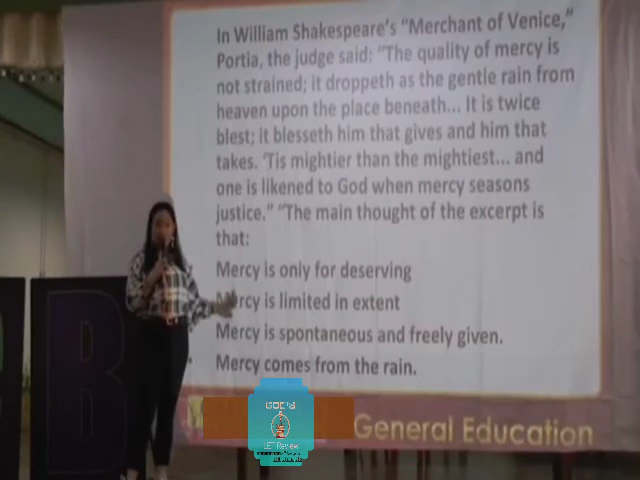 In William Shakespeare's "Merchant of Venice,"
Portia, the judge said: "The quality of mercy is
not strained; it droppeth as the gentle rain from
heaven upon the place beneath... It is twice
blest; it blesseth him that gives and him that
takes. 'Tis mightier than the mightiest... and
one is likened to God when mercy seasons
justice." "The main thought of the excerpt is
that:
Mercy is only for deserving
Mercy is limited in extent
Mercy is spontaneous and freely given.
Mercy comes from the rain.
LET Review
General Education
B